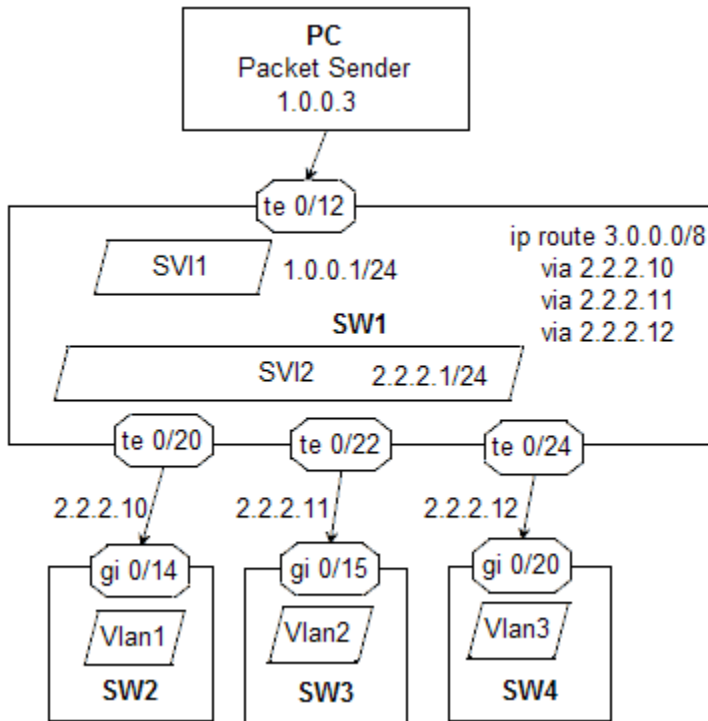 PC
Packet Sender
1.0.0.3
te 0/12
ip route 3.0.0.0/8
via 2.2.2.10
via 2.2.2.11
via 2.2.2.12
SVI1
1.0.0.1/24
SW1
SVI2
2.2.2.1/24
te 0/20
te 0/22
te 0/24
2.2.2.10
2.2.2.11
2.2.2.12
gi 0/14
gi 0/15
gi 0/20
Vlan1
Vlan2
Vlan3
SW2
SW3
SW4